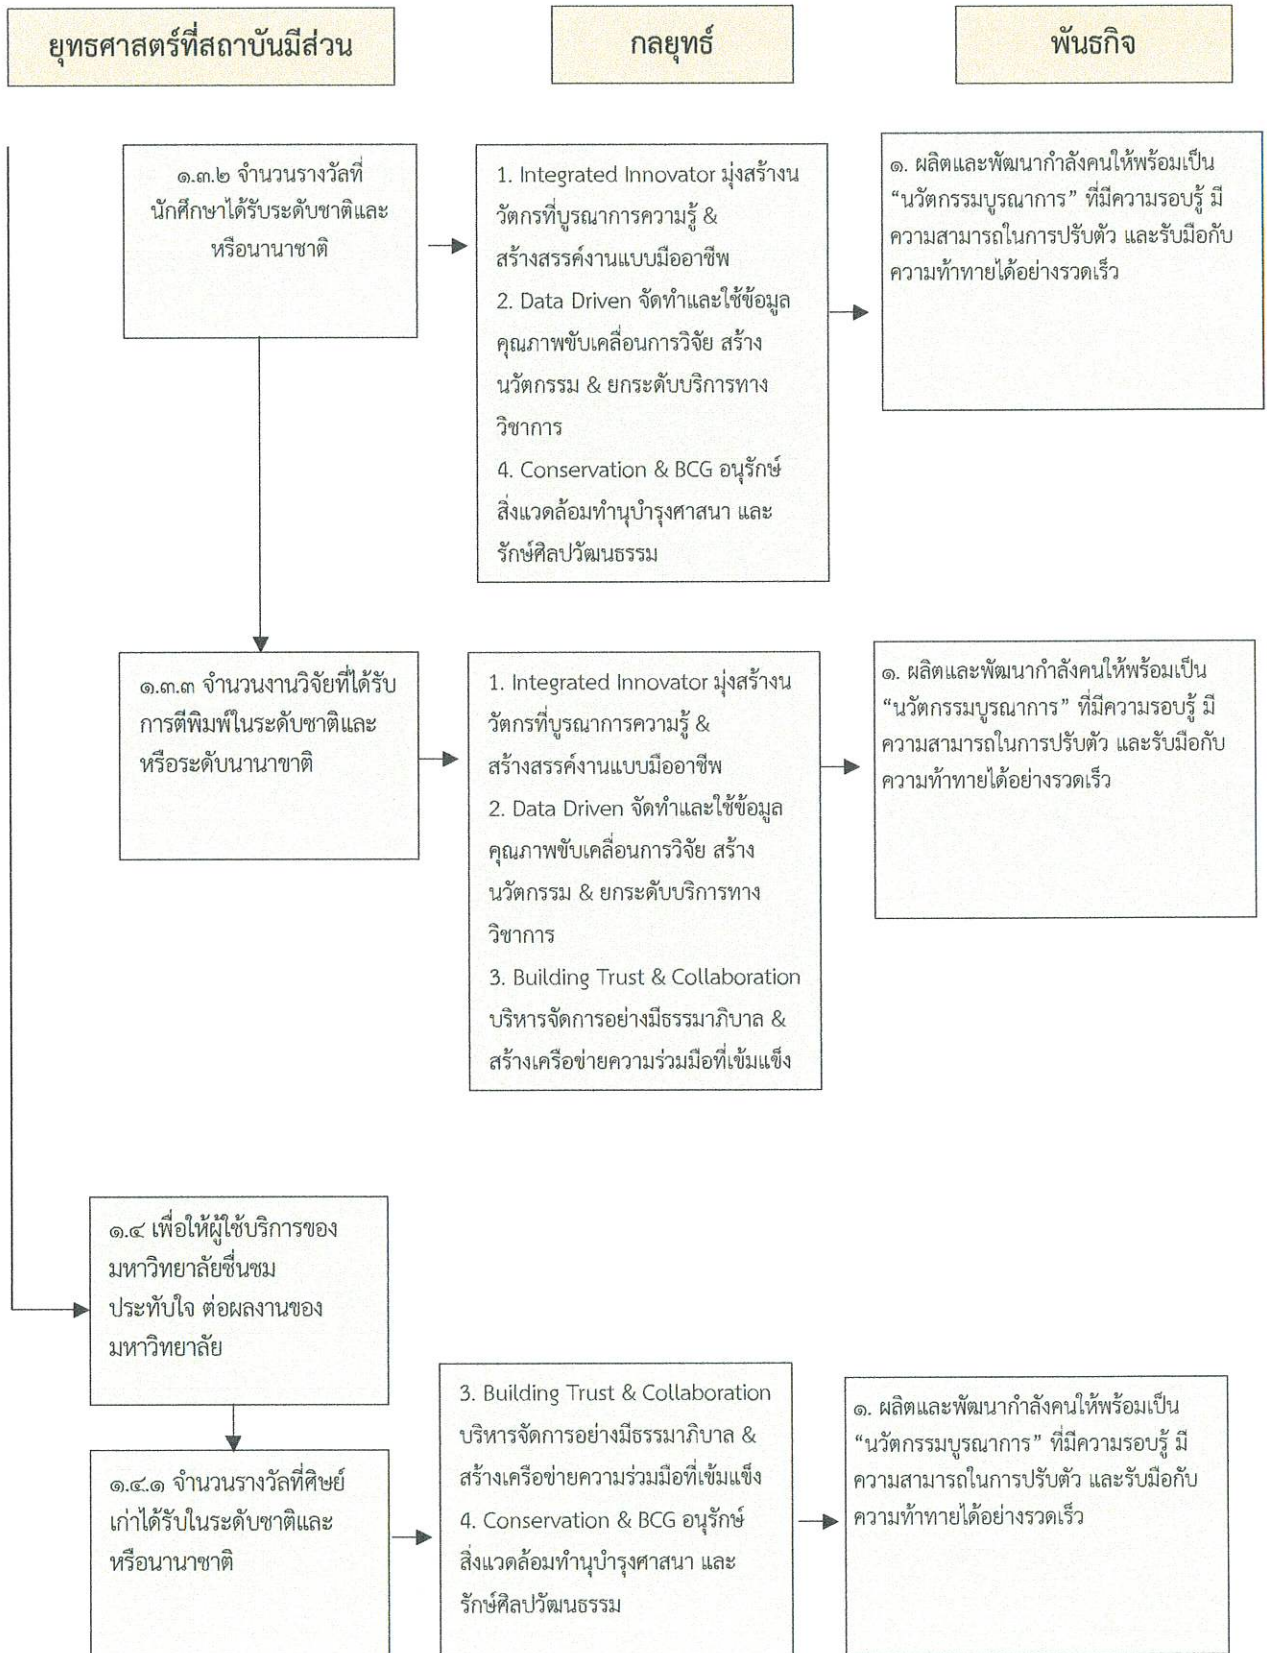 ยุทธศาสตร์ที่สถาบันมีส่วน
กลยุทธ์
พันธกิจ
๑.๓.๒ จำนวนรางวัลที่
นักศึกษาได้รับระดับชาติและ
หรือนานาชาติ
1. Integrated Innovator มุ่งสร้างน
วัตกรที่บูรณาการความรู้ &
สร้างสรรค์งานแบบมืออาชีพ
2. Data Driven จัดทำและใช้ข้อมูล
คุณภาพขับเคลื่อนการวิจัย สร้าง
นวัตกรรม & ยกระดับบริการทาง
วิชาการ
4. Conservation & BCG อนุรักษ์
สิ่งแวดล้อมทำนุบำรุงศาสนา และ
รักษ์ศิลปวัฒนธรรม
๑. ผลิตและพัฒนากำลังคนให้พร้อมเป็น
“นวัตกรรมบูรณาการ” ที่มีความรอบรู้ มี
ความสามารถในการปรับตัว และรับมือกับ
ความท้าทายได้อย่างรวดเร็ว
๑.๓.๓ จำนวนงานวิจัยที่ได้รับ
การตีพิมพ์ในระดับชาติและ
หรือระดับนานาขาติ
1. Integrated Innovator มุ่งสร้างน
วัตกรที่บูรณาการความรู้ &
สร้างสรรค์งานแบบมืออาชีพ
2. Data Driven จัดทำและใช้ข้อมูล
คุณภาพขับเคลื่อนการวิจัย สร้าง
นวัตกรรม & ยกระดับบริการทาง
วิชาการ
3. Building Trust & Collaboration
บริหารจัดการอย่างมีธรรมาภิบาล &
สร้างเครือข่ายความร่วมมือที่เข้มแข็ง
๑. ผลิตและพัฒนากำลังคนให้พร้อมเป็น
“นวัตกรรมบูรณาการ” ที่มีความรอบรู้ มี
ความสามารถในการปรับตัว และรับมือกับ
ความท้าทายได้อย่างรวดเร็ว
๑.๔ เพื่อให้ผู้ใช้บริการของ
มหาวิทยาลัยชื่นชม
ประทับใจ ต่อผลงานของ
มหาวิทยาลัย
๑.๔.๑ จำนวนรางวัลที่ศิษย์
เก่าได้รับในระดับชาติและ
หรือนานาชาติ
3. Building Trust & Collaboration
บริหารจัดการอย่างมีธรรมาภิบาล &
สร้างเครือข่ายความร่วมมือที่เข้มแข็ง
4. Conservation & BCG อนุรักษ์
สิ่งแวดล้อมทำนุบำรุงศาสนา และ
รักษ์ศิลปวัฒนธรรม
๑. ผลิตและพัฒนากำลังคนให้พร้อมเป็น
“นวัตกรรมบูรณาการ” ที่มีความรอบรู้ มี
ความสามารถในการปรับตัว และรับมือกับ
ความท้าทายได้อย่างรวดเร็ว